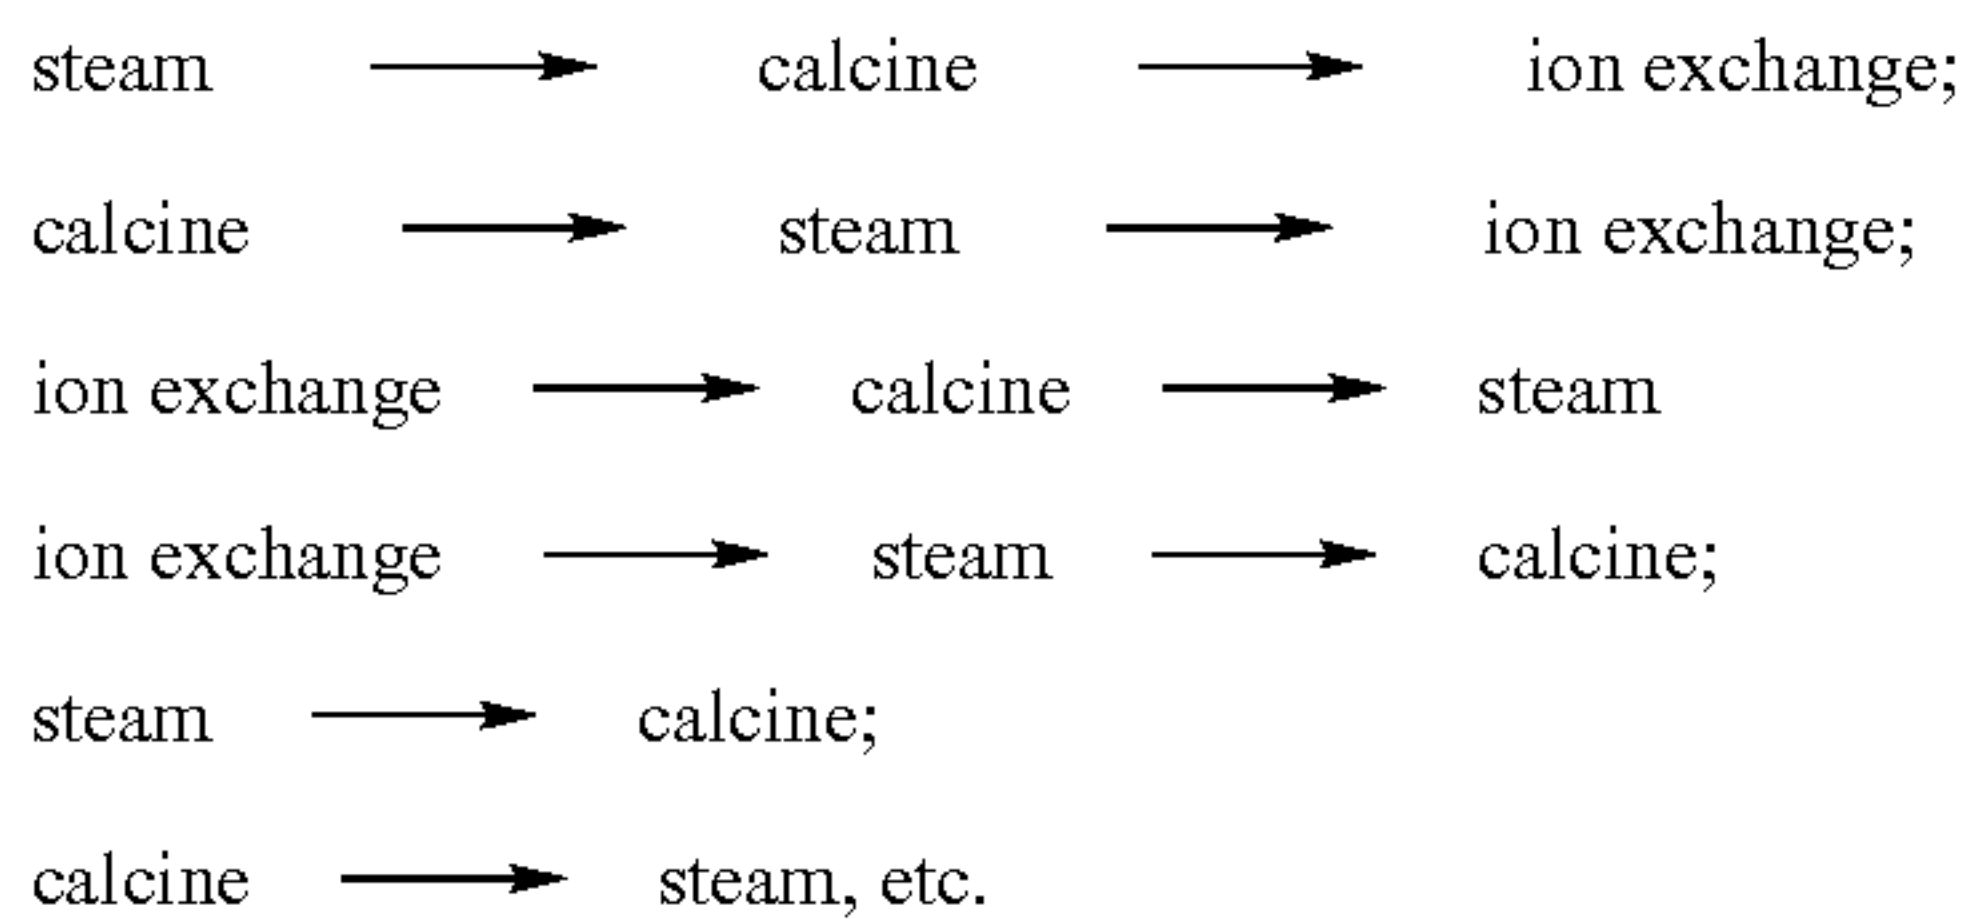 steam → calcine → ion exchange;
calcine → steam → ion exchange;
ion exchange → calcine → steam
ion exchange → steam → calcine;
steam → calcine;
calcine → steam, etc.